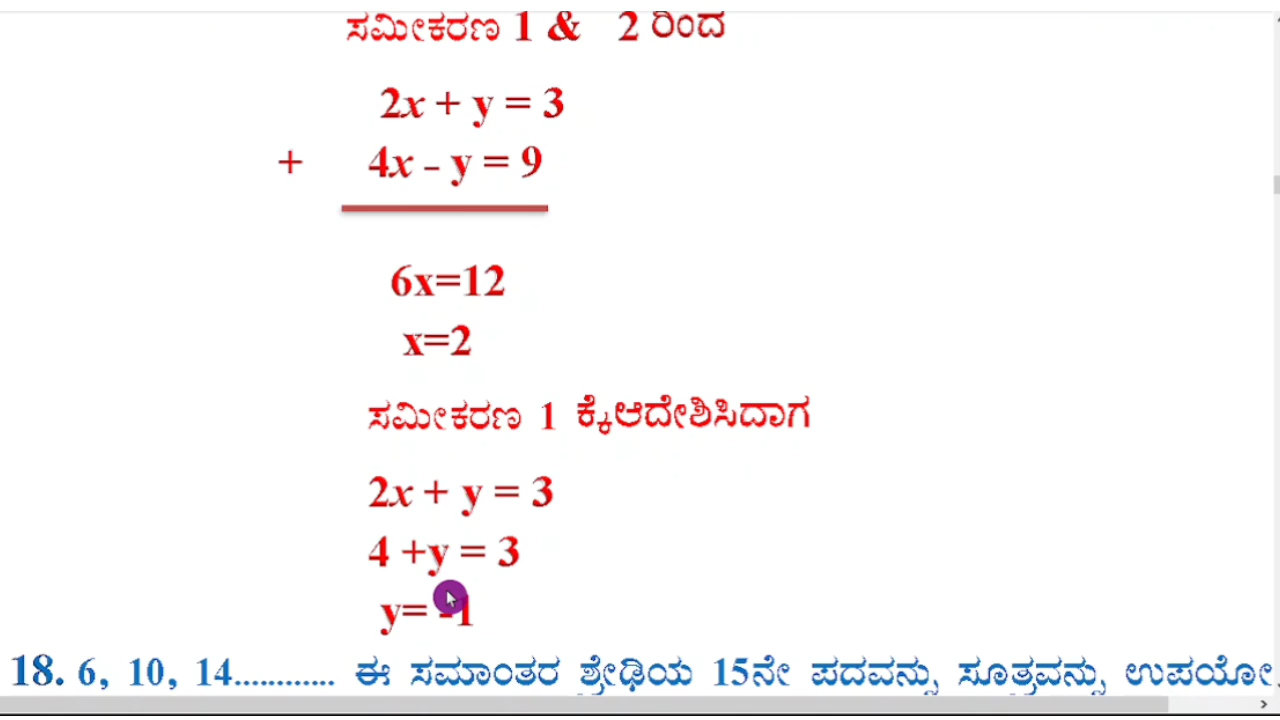 ಸಮೀಕರಣ 1 & 2 ರಿಂದ
2x + y = 3
+ 4x - y = 9
6x=12
x=2
ಸಮೀಕರಣ 1 ಕ್ಕೆಆದೇಶಿಸಿದಾಗ
2x + y = 3
4 +y = 3
y= -1
18. 6, 10, 14............ ಈ ಸಮಾಂತರ ಶ್ರೇಢಿಯ 15ನೇ ಪದವನ್ನು ಸೂತ್ರವನ್ನು